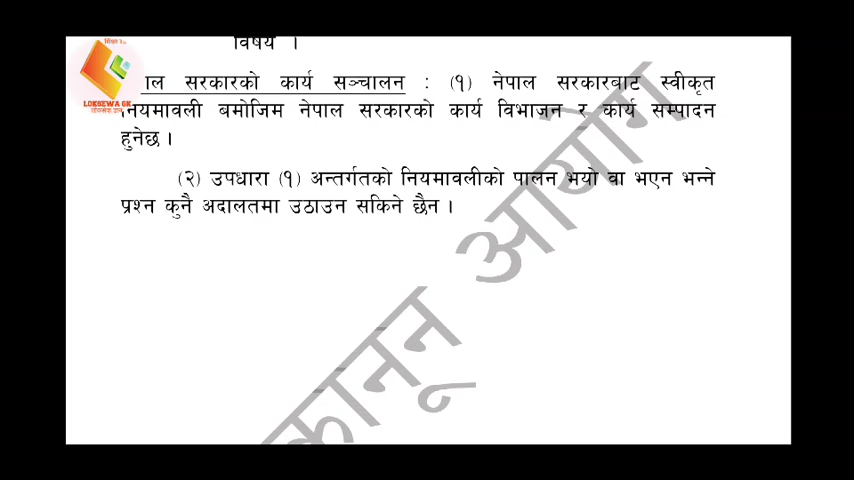 विषय ।
ाल सरकारको कार्य सञ्चालन : (१) नेपाल सरकारबाट स्वीकृत
नियमावली बमोजिम नेपाल सरकारको कार्य विभाजन र कार्य सम्पादन
हुनेछ ।
(२) उपधारा (१) अन्तर्गतको नियमावलीको पालन भयो वा भएन भन्ने
प्रश्न कुनै अदालतमा उठाउन सकिने छैन ।
कानून आयोग
LOKSEWA GK